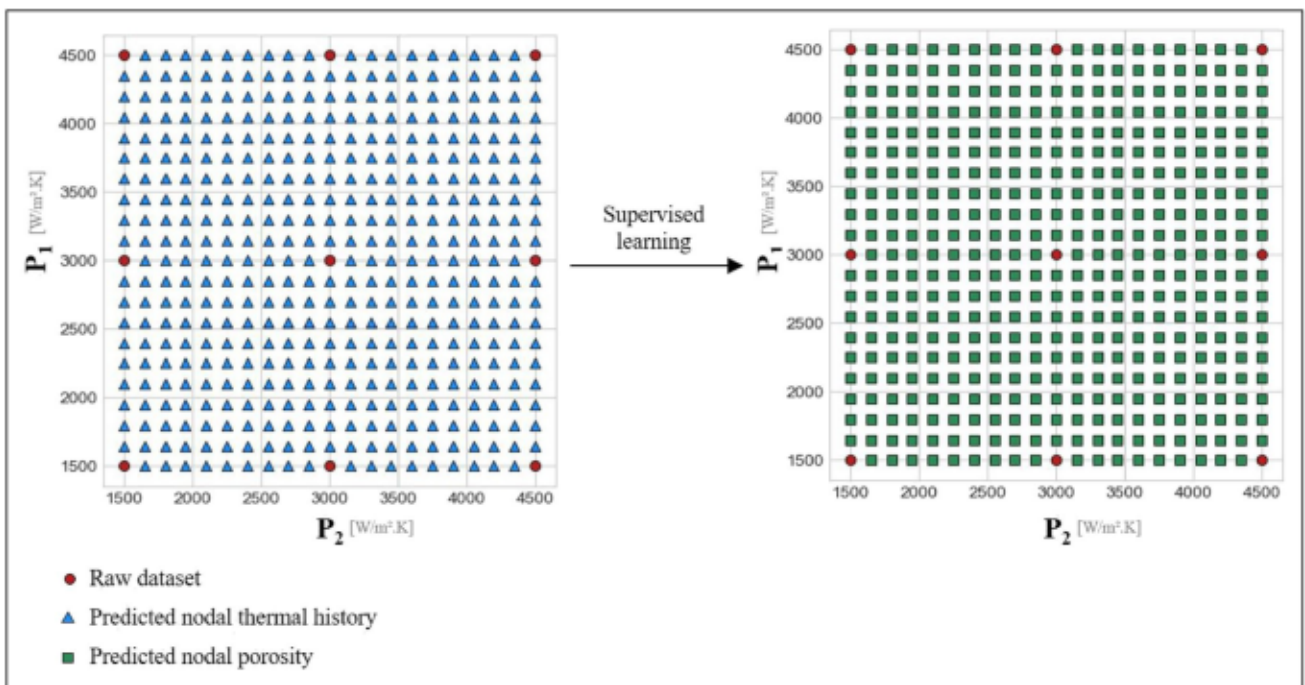 4500
4000
3500
3000
2500
2000
1500
P₁ [W/m².K]
1500 2000 2500 3000 3500 4000 4500
P₂ [W/m².K]
Supervised
learning
4500
4000
3500
3000
2500
2000
1500
P₁ [W/m².K]
1500 2000 2500 3000 3500 4000 4500
P₂ [W/m².K]
Raw dataset
Predicted nodal thermal history
Predicted nodal porosity